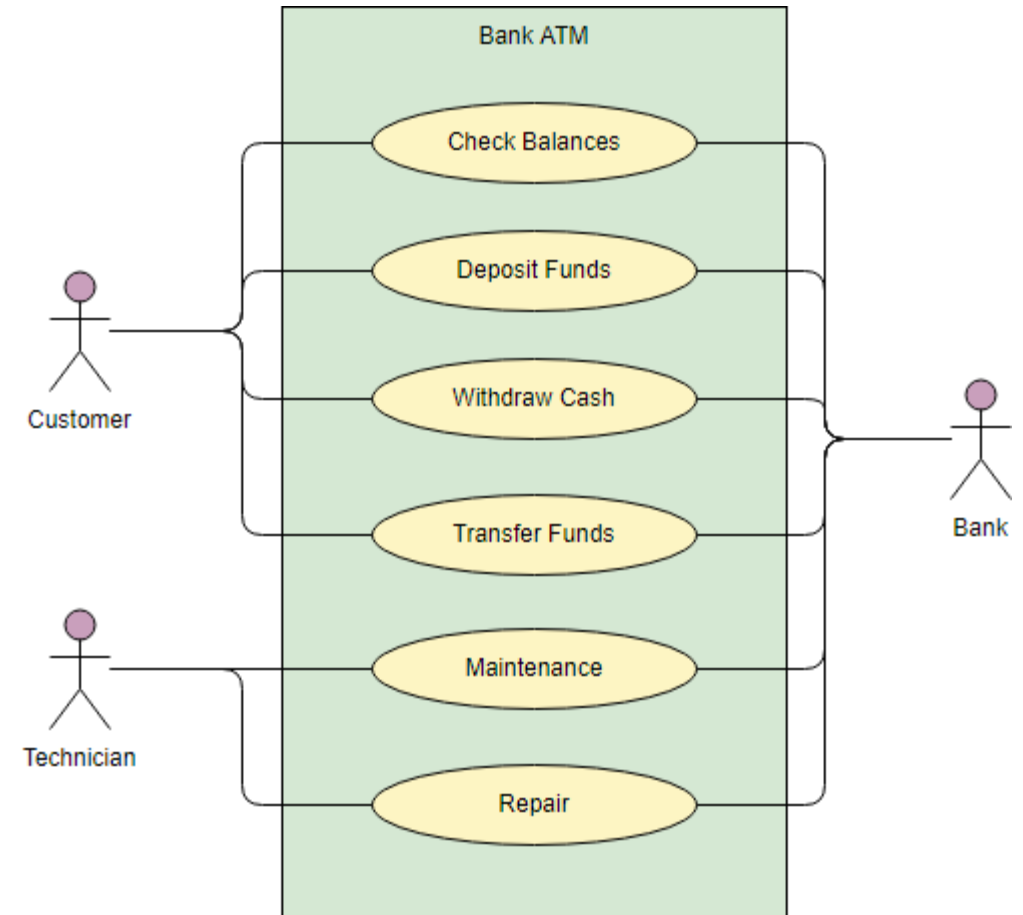 Bank ATM
Check Balances
Deposit Funds
Withdraw Cash
Customer
Transfer Funds
Bank
Maintenance
Technician
Repair